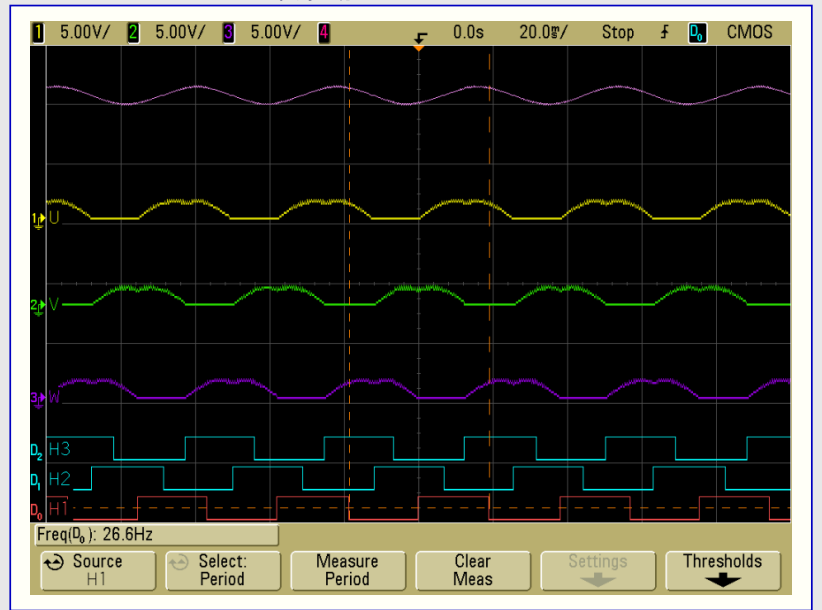 1 5.00V/ 2 5.00V/ 3 5.00V/ 4 0.0s 20.0ms/ Stop D0 CMOS
1 U
2 V
3 W
D2 H3
D1 H2
D0 H1
Freq(D0): 26.6Hz
Source Select: Measure Clear Settings Thresholds
H1 Period Period Meas